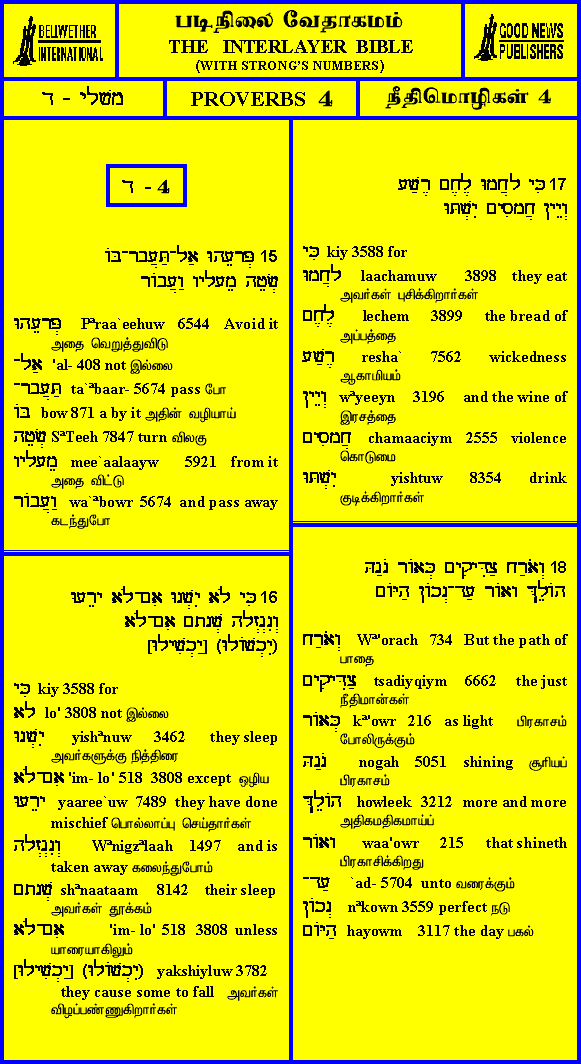 BELLWETHER
INTERNATIONAL
படிநிலை வேதாகமம்
THE INTERLAYER BIBLE
(WITH STRONG'S NUMBERS)
GOOD NEWS
PUBLISHERS
משלי - ד
PROVERBS 4
நீதிமொழிகள் 4
4 - ד
15 פְּרָעֵהוּ אַל־תַּעֲבָר־בּוֹ
שְׂטֵה מֵעָלָיו וַעֲבוֹר
פְּרָעֵהוּ Pªraa`eehuw 6544 Avoid it
அதை வெறுத்துவிடு
אַל־ 'al- 408 not இல்லை
תַּעֲבָר־ ta`ªbaar- 5674 pass போ
בּוֹ bow 871 a by it அதின் வழியாய்
שְׂטֵה SªTeeh 7847 turn விலகு
מֵעָלָיו mee`aalaayw 5921 from it
அதை விட்டு
וַעֲבוֹר wa`ªbowr 5674 and pass away
கடந்துபோ
16 כִּי לֹא יִשְׁנוּ אִם־לֹא יָרֵעוּ
וְנִגְזְלָה שְׁנָתָם אִם־לֹא
(יִכְשׁוֹלוּ) [יַכְשִׁילוּ]
כִּי kiy 3588 for
לֹא lo' 3808 not இல்லை
יִשְׁנוּ yishªnuw 3462 they sleep
அவர்களுக்கு நித்திரை
אִם־לֹא 'im- lo' 518 3808 except ஒழிய
יָרֵעוּ yaaree`uw 7489 they have done
mischief பொல்லாப்பு செய்தார்கள்
וְנִגְזְלָה Wªnigzªlaah 1497 and is
taken away கலைந்துபோம்
שְׁנָתָם shªnaataam 8142 their sleep
அவர்கள் தூக்கம்
אִם־לֹא 'im- lo' 518 3808 unless
யாரையாகிலும்
(יִכְשׁוֹלוּ) [יַכְשִׁילוּ] yakshiyluw 3782
they cause some to fall அவர்கள்
விழப்பண்ணுகிறார்கள்
17 כִּי לָחֲמוּ לֶחֶם רֶשַׁע
וְיֵין חֲמָסִים יִשְׁתּוּ
כִּי kiy 3588 for
לָחֲמוּ laachamuw 3898 they eat
அவர்கள் புசிக்கிறார்கள்
לֶחֶם lechem 3899 the bread of
அப்பத்தை
רֶשַׁע resha` 7562 wickedness
ஆகாமியம்
וְיֵין wªyeeyn 3196 and the wine of
இரசத்தை
חֲמָסִים chamaaciym 2555 violence
கொடுமை
יִשְׁתּוּ yishtuw 8354 drink
குடிக்கிறார்கள்
18 וְאֹרַח צַדִּיקִים כְּאוֹר נֹגַהּ
הוֹלֵךְ וָאוֹר עַד־נְכוֹן הַיּוֹם
וְאֹרַח Wª'orach 734 But the path of
பாதை
צַדִּיקִים tsadiyqiym 6662 the just
நீதிமான்கள்
כְּאוֹר kª'owr 216 as light பிரகாசம்
போலிருக்கும்
נֹגַהּ nogah 5051 shining சூரியப்
பிரகாசம்
הוֹלֵךְ howleek 3212 more and more
அதிகமதிகமாய்ப்
וָאוֹר waa'owr 215 that shineth
பிரகாசிக்கிறது
עַד־ `ad- 5704 unto வரைக்கும்
נְכוֹן nªkown 3559 perfect நடு
הַיּוֹם hayowm 3117 the day பகல்